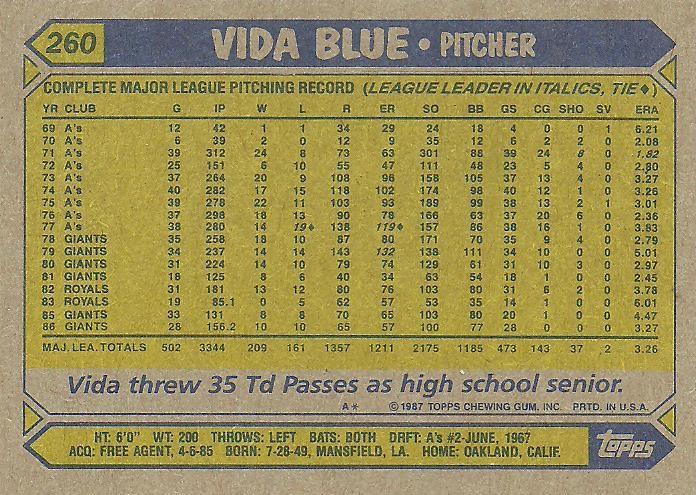 260
VIDA BLUE • PITCHER
COMPLETE MAJOR LEAGUE PITCHING RECORD (LEAGUE LEADER IN ITALICS, TIE♦)
YR CLUB G IP W L R ER SO BB GS CG SHO SV ERA
69 A's 12 42 1 1 34 29 24 18 4 0 0 1 6.21
70 A's 6 39 2 0 12 9 35 12 6 2 2 0 2.08
71 A's 39 312 24 8 73 63 301 88 39 24 8 0 1.82
72 A's 25 151 6 10 55 47 111 48 23 5 4 0 2.80
73 A's 37 264 20 9 108 96 158 105 37 13 4 0 3.27
74 A's 40 282 17 15 118 102 174 98 40 12 1 0 3.26
75 A's 39 278 22 11 103 93 189 99 38 13 2 1 3.01
76 A's 37 298 18 13 90 78 166 63 37 20 6 0 2.36
77 A's 38 280 14 19♦ 138 119♦ 157 86 38 16 1 0 3.83
78 GIANTS 35 258 18 10 87 80 171 70 35 9 4 0 2.79
79 GIANTS 34 237 14 14 143 132 138 111 34 10 0 0 5.01
80 GIANTS 31 224 14 10 79 74 129 61 31 10 3 0 2.97
81 GIANTS 18 125 8 6 40 34 63 54 18 1 0 0 2.45
82 ROYALS 31 181 13 12 80 76 103 80 31 6 2 0 3.78
83 ROYALS 19 85.1 0 5 62 57 53 35 14 1 0 0 6.01
85 GIANTS 33 131 8 8 70 65 103 80 20 1 0 0 4.47
86 GIANTS 28 156.2 10 10 65 57 100 77 28 0 0 0 3.27
MAJ. LEA. TOTALS 502 3344 209 161 1357 1211 2175 1185 473 143 37 2 3.26
Vida threw 35 Td Passes as high school senior.
A* © 1987 TOPPS CHEWING GUM, INC. PRTD. IN U.S.A.
HT: 6'0" WT: 200 THROWS: LEFT BATS: BOTH DRFT: A's #2-JUNE, 1967
ACQ: FREE AGENT, 4-6-85 BORN: 7-28-49, MANSFIELD, LA. HOME: OAKLAND, CALIF.
topps